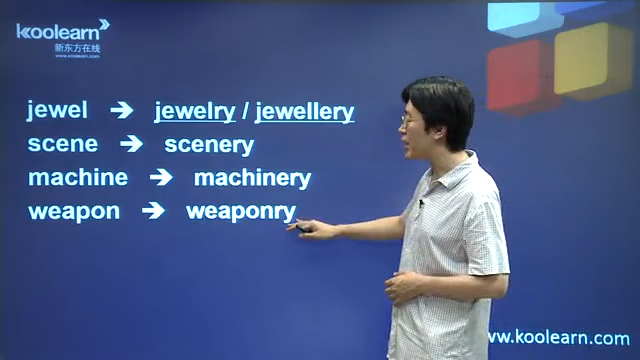 koolearn
新东方在线
www.koolearn.com
jewel → jewelry / jewellery
scene → scenery
machine → machinery
weapon → weaponry
ww.koolearn.com